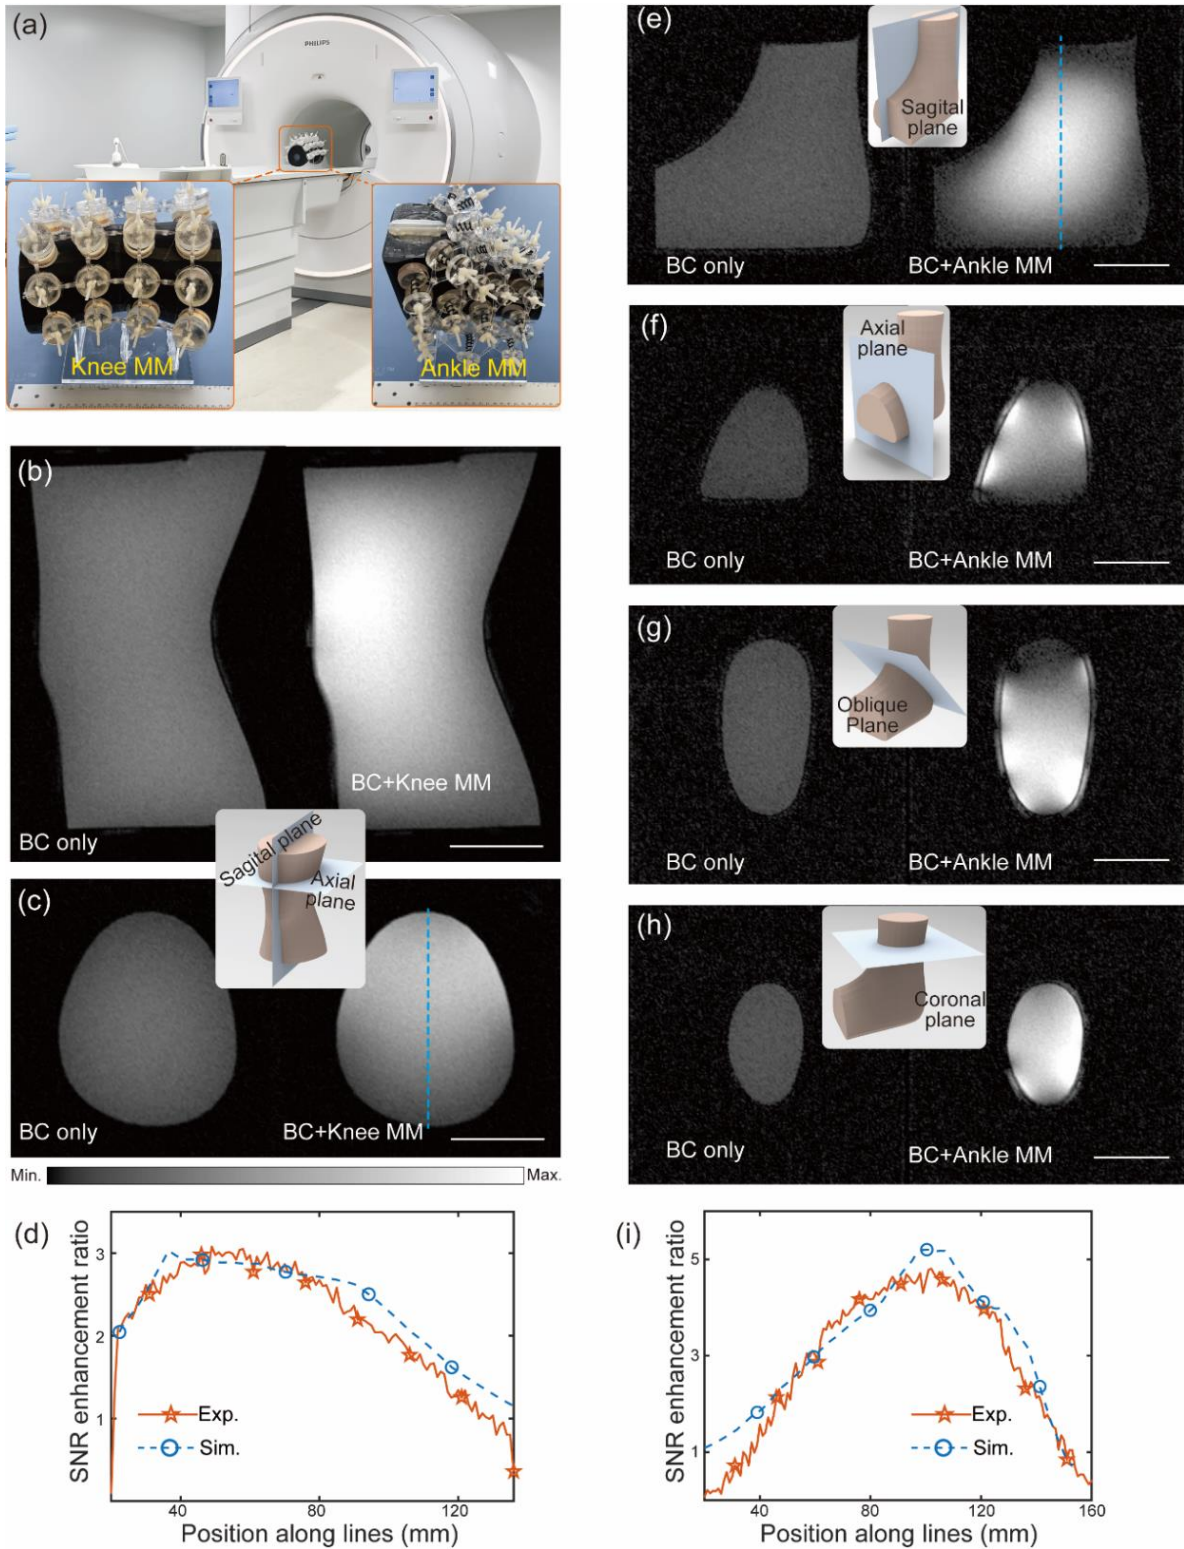 (a)
PHILIPS
Knee MM
Ankle MM
(b)
BC+Knee MM
BC only
Sagital plane
Axial
plane
(c)
BC only
BC+Knee MM
Min.
Max.
(d)
SNR enhancement ratio
3
2
1
Exp.
Sim.
40
80
120
Position along lines (mm)
(e)
Sagital
plane
BC only
BC+Ankle MM
(f)
Axial
plane
BC only
BC+Ankle MM
(g)
Oblique
Plane
BC only
BC+Ankle MM
(h)
Coronal
plane
BC only
BC+Ankle MM
(i)
SNR enhancement ratio
5
3
1
Exp.
Sim.
40
80
120
160
Position along lines (mm)